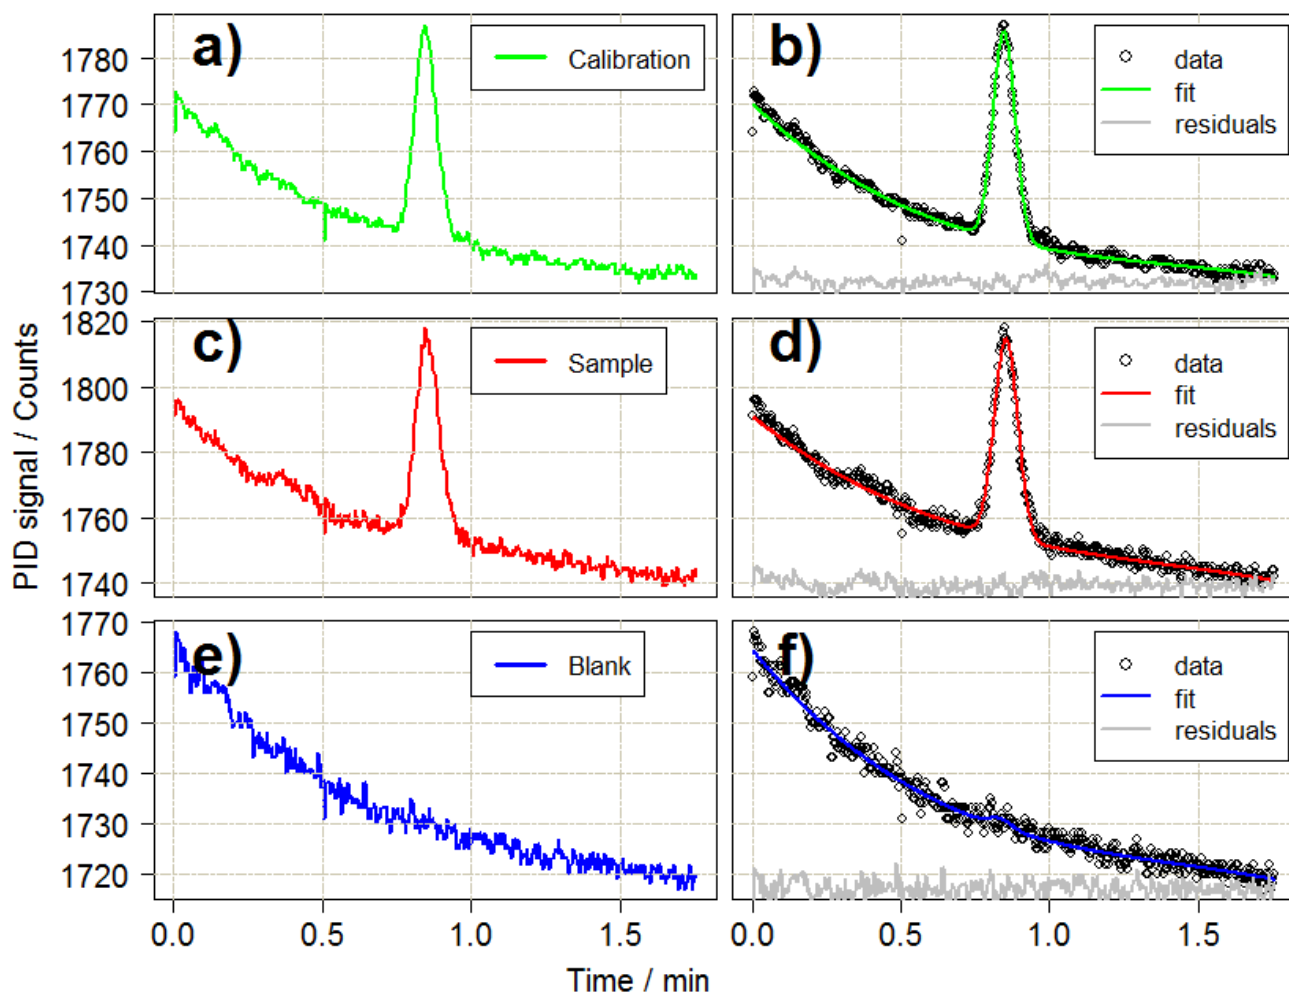 a)
Calibration
1780
1770
1760
1750
1740
1730
b)
data
fit
residuals
c)
Sample
1820
1800
1780
1760
1740
d)
data
fit
residuals
e)
Blank
1770
1760
1750
1740
1730
1720
f)
data
fit
residuals
PID signal / Counts
0.0 0.5 1.0 1.5 0.0 0.5 1.0 1.5
Time / min